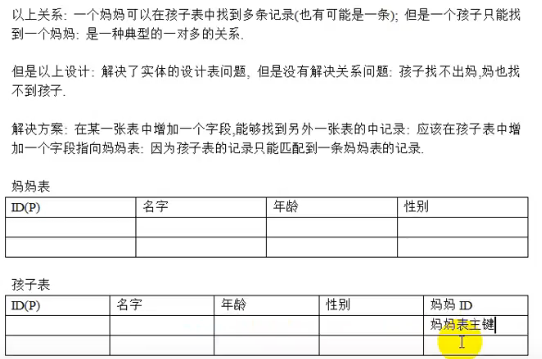 以上关系: 一个妈妈可以在孩子表中找到多条记录(也有可能是一条); 但是一个孩子只能找
到一个妈妈: 是一种典型的一对多的关系.
但是以上设计: 解决了实体的设计表问题, 但是没有解决关系问题: 孩子找不出妈,妈也找
不到孩子.
解决方案: 在某一张表中增加一个字段,能够找到另外一张表的中记录: 应该在孩子表中增
加一个字段指向妈妈表: 因为孩子表的记录只能匹配到一条妈妈表的记录.
妈妈表
ID(P) 名字 年龄 性别
孩子表
ID(P) 名字 年龄 性别 妈妈 ID
妈妈表主键